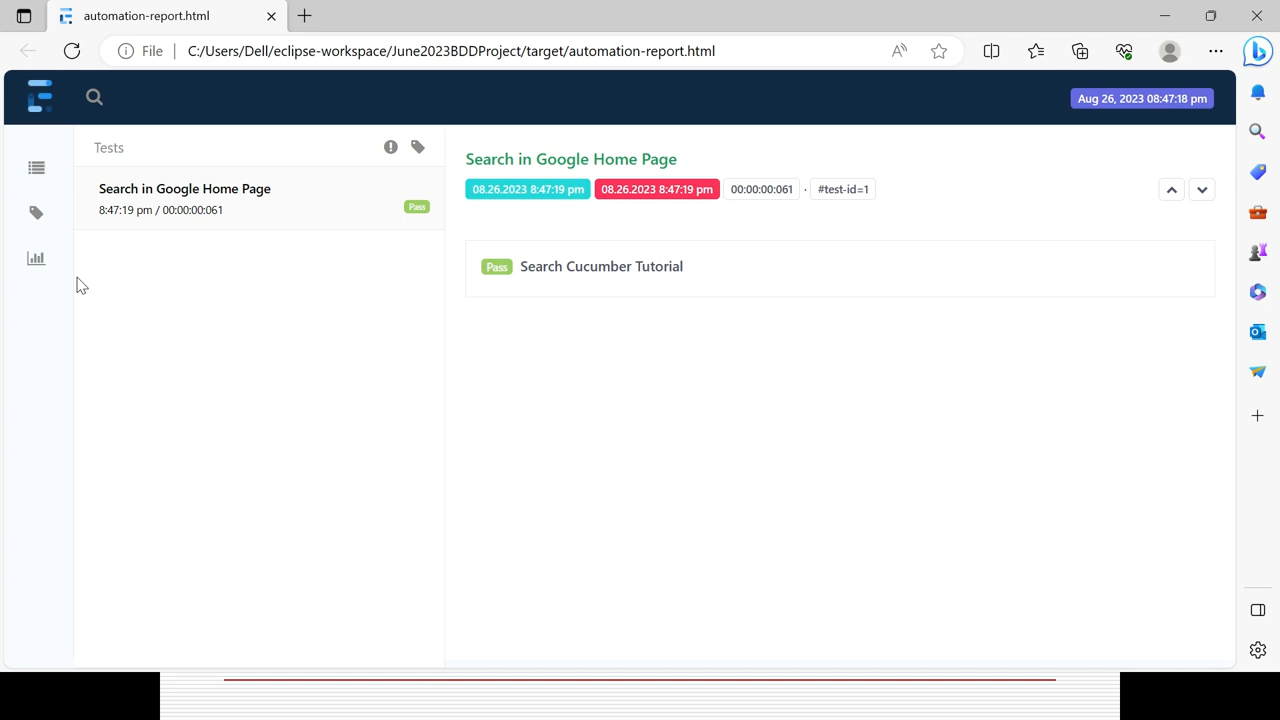 automation-report.html
File | C:/Users/Dell/eclipse-workspace/June2023BDDProject/target/automation-report.html
Aug 26, 2023 08:47:18 pm
Tests
Search in Google Home Page
8:47:19 pm / 00:00:00:061
Pass
Search in Google Home Page
08.26.2023 8:47:19 pm 08.26.2023 8:47:19 pm 00:00:00:061 · #test-id=1
Pass Search Cucumber Tutorial